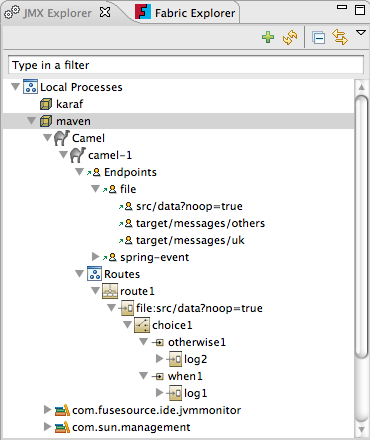 JMX Explorer
Fabric Explorer
Type in a filter
Local Processes
karaf
maven
Camel
camel-1
Endpoints
file
src/data?noop=true
target/messages/others
target/messages/uk
spring-event
Routes
route1
file:src/data?noop=true
choice1
otherwise1
log2
when1
log1
com.fusesource.ide.jvmmonitor
com.sun.management